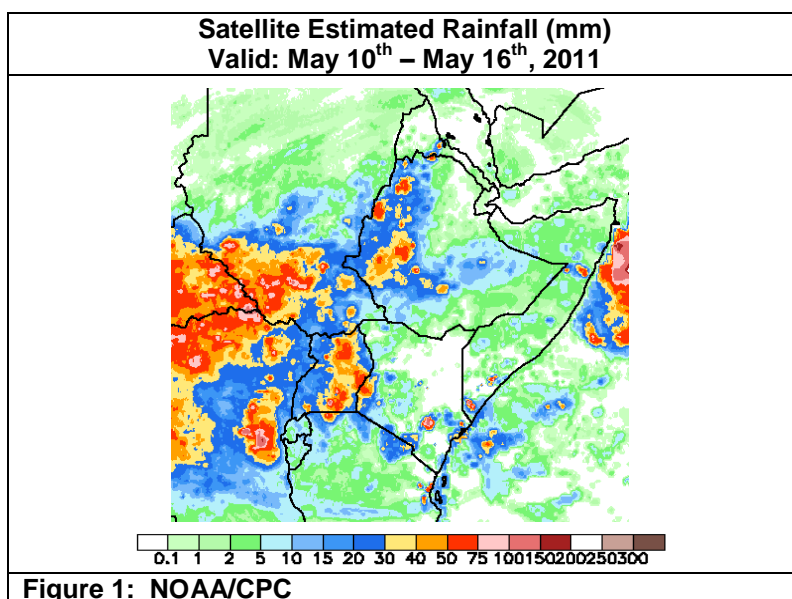 Satellite Estimated Rainfall (mm)
Valid: May 10th – May 16th, 2011
0.1 1 2 5 10 15 20 30 40 50 75 100150200250300
Figure 1: NOAA/CPC